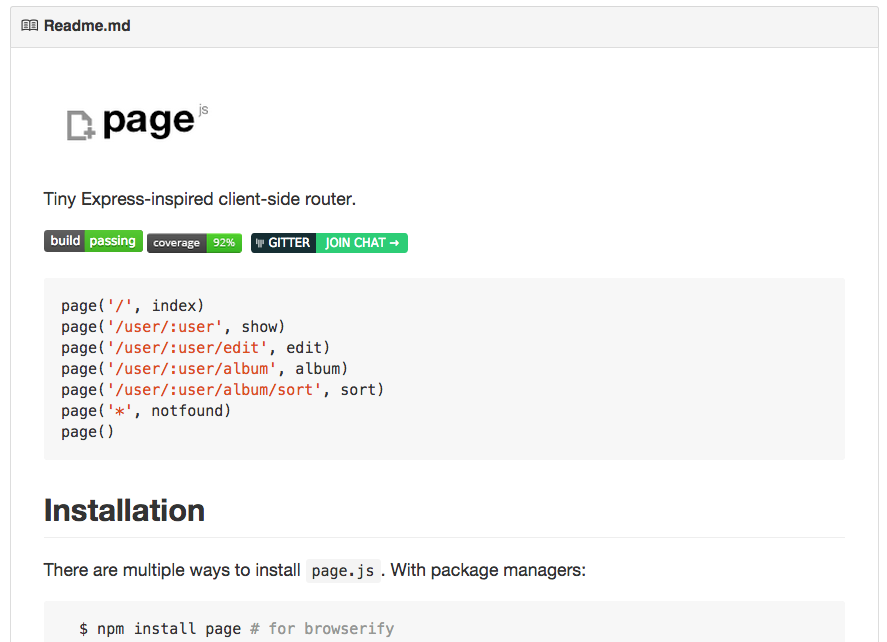 Readme.md
page js
Tiny Express-inspired client-side router.
build passing coverage 92% GITTER JOIN CHAT →
page('/', index)
page('/user/:user', show)
page('/user/:user/edit', edit)
page('/user/:user/album', album)
page('/user/:user/album/sort', sort)
page('*', notfound)
page()
Installation
There are multiple ways to install page.js. With package managers:
$ npm install page # for browserify